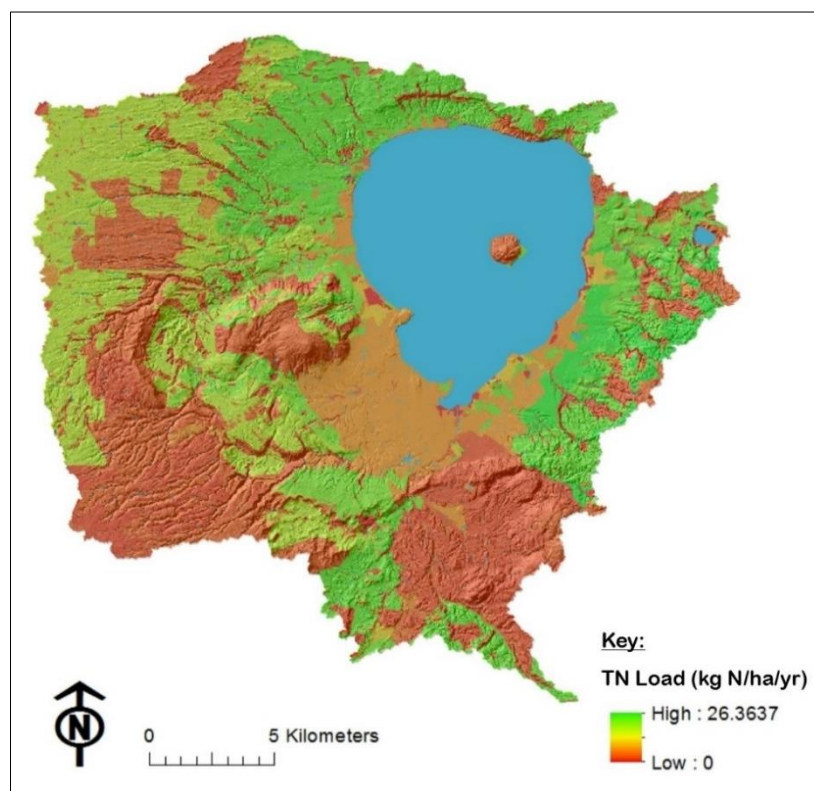 Key:
TN Load (kg N/ha/yr)
High : 26.3637
Low : 0
N
0 5 Kilometers